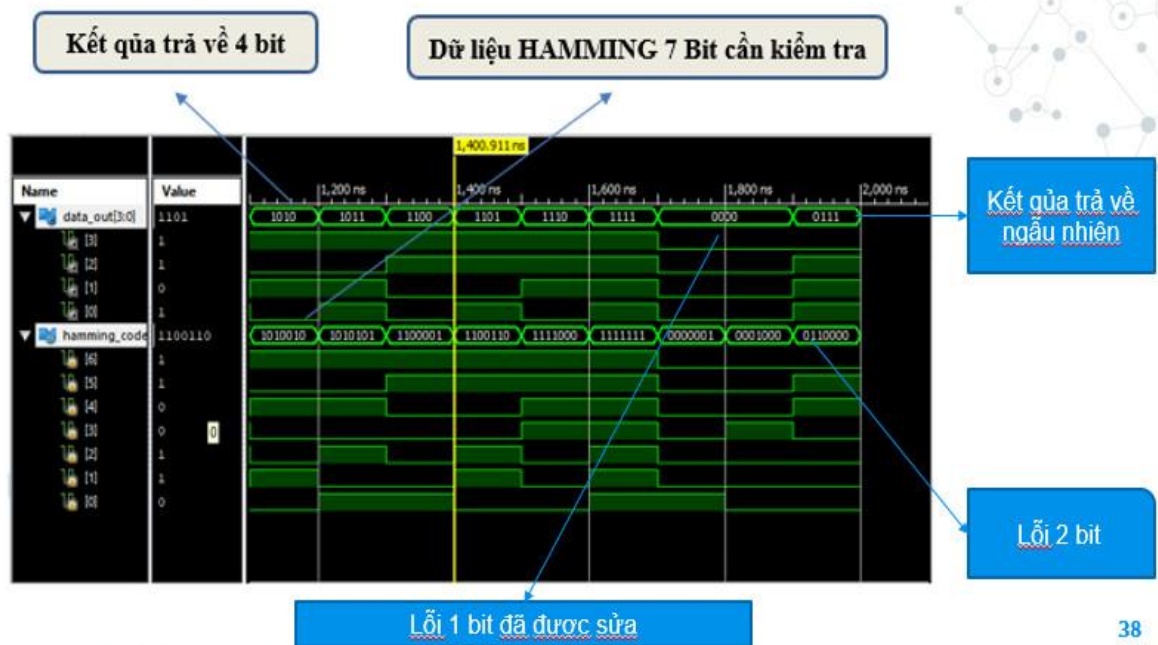 Kết qủa trả về 4 bit
Dữ liệu HAMMING 7 Bit cần kiểm tra
1,400.911 ns
Name Value 1,200 ns 1,400 ns 1,600 ns 1,800 ns 2,000 ns
data_out[3:0] 1101 1010 1011 1100 1101 1110 1111 0000 0111
[3] 1
[2] 1
[1] 0
[0] 1
hamming_code 1100110 1010010 1010101 1100001 1100110 1111000 1111111 0000001 0001000 0110000
[6] 1
[5] 1
[4] 0
[3] 0 0
[2] 1
[1] 1
[0] 0
Kết qủa trả về
ngẫu nhiên
Lỗi 2 bit
Lỗi 1 bit đã được sửa
38